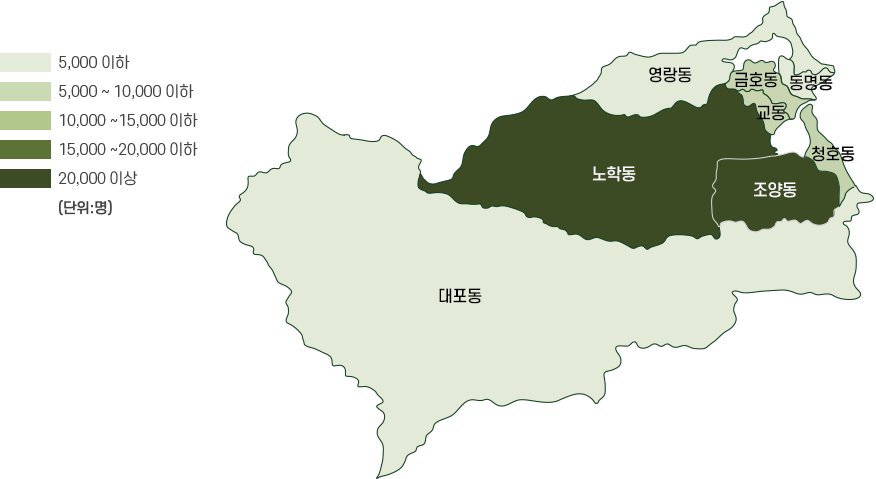 5,000 이하
5,000 ~ 10,000 이하
10,000 ~15,000 이하
15,000 ~20,000 이하
20,000 이상
(단위:명)
영랑동
금호동
동명동
교동
청호동
노학동
조양동
대포동